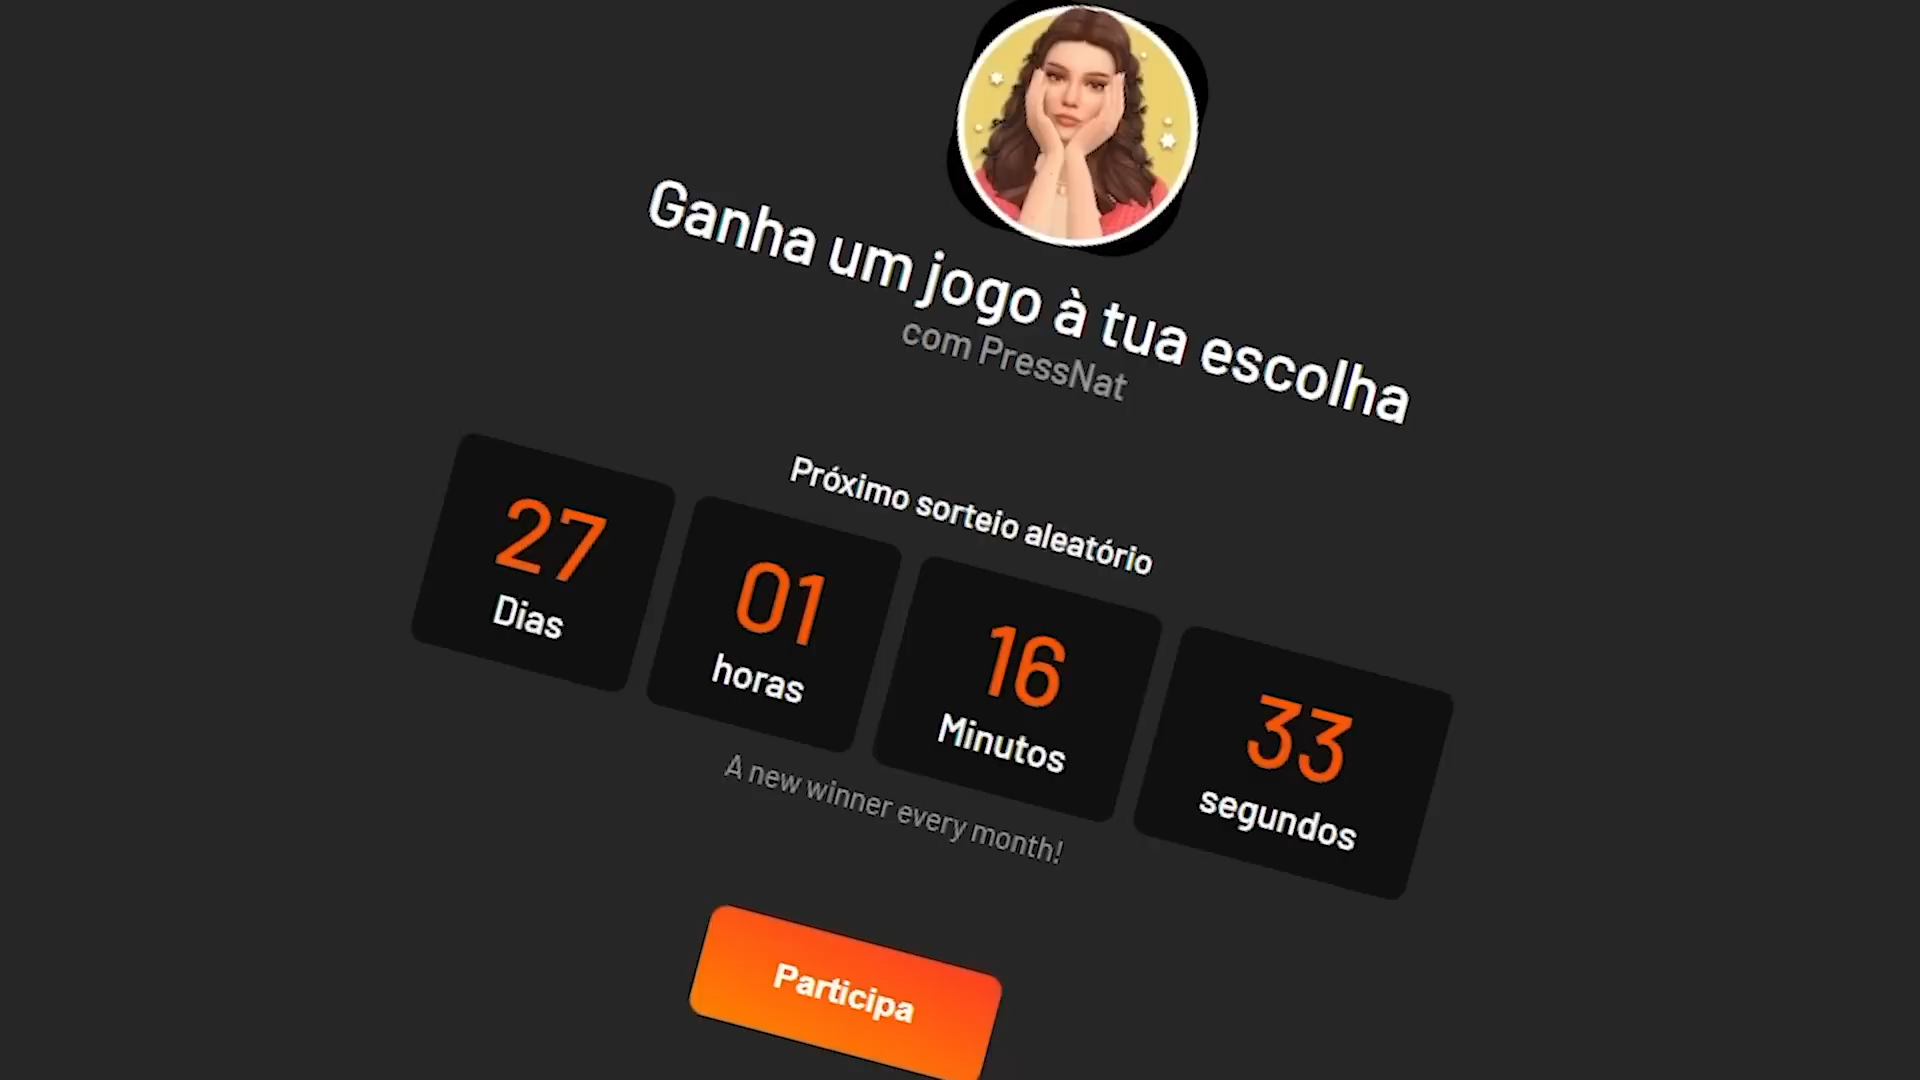 Ganha um jogo à tua escolha
com PressNat
Próximo sorteio aleatório
27
Dias
01
horas
16
Minutos
33
segundos
A new winner every month!
Participa